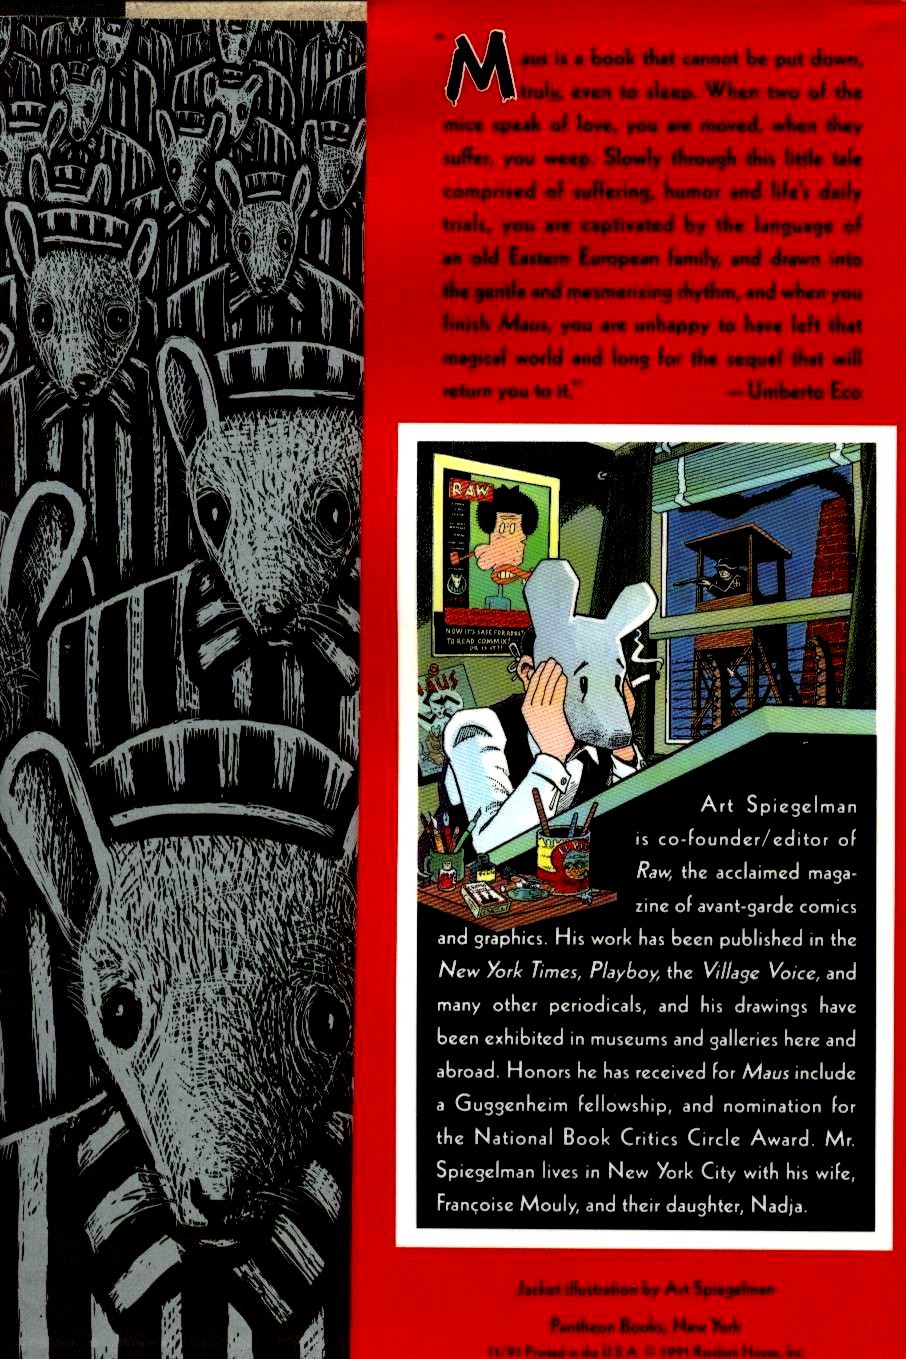 "Maus is a book that cannot be put down,
truly, even to sleep. When two of the
mice speak of love, you are moved, when they
suffer, you weep. Slowly through this little tale
comprised of suffering, humor and life's daily
trials, you are captivated by the language of
an old Eastern European family, and drawn into
the gentle and mesmerizing rhythm, and when you
finish Maus, you are unhappy to have left that
magical world and long for the sequel that will
return you to it."
— Umberto Eco
RAW
NOW IT'S SAFE FOR ADULT
TO READ COMMIX!
OR IS IT?!
Art Spiegelman
is co-founder/editor of
Raw, the acclaimed maga-
zine of avant-garde comics
and graphics. His work has been published in the
New York Times, Playboy, the Village Voice, and
many other periodicals, and his drawings have
been exhibited in museums and galleries here and
abroad. Honors he has received for Maus include
a Guggenheim fellowship, and nomination for
the National Book Critics Circle Award. Mr.
Spiegelman lives in New York City with his wife,
Françoise Mouly, and their daughter, Nadja.
Jacket illustration by Art Spiegelman
Pantheon Books, New York
11/91 Printed in the U.S.A. © 1991 Random House, Inc.